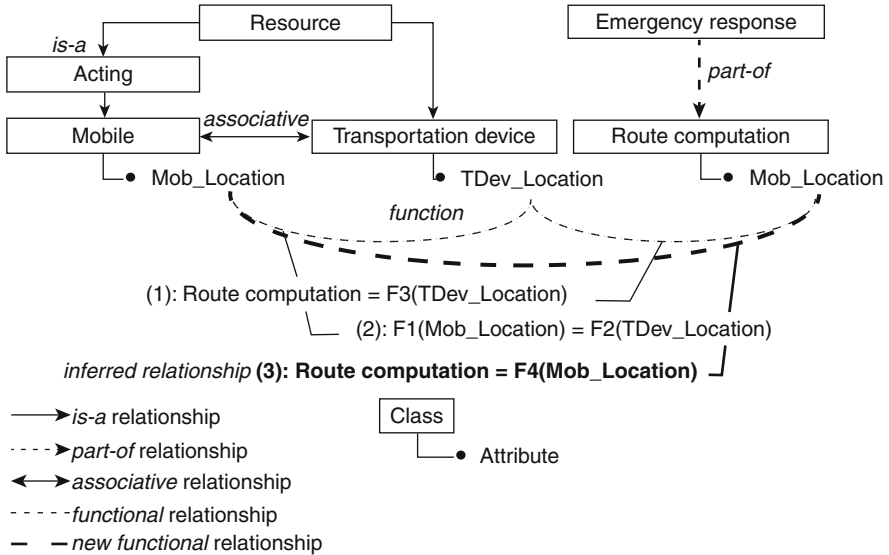 Resource
Emergency response
is-a
part-of
Acting
associative
Mobile
Transportation device
Route computation
Mob_Location
TDev_Location
Mob_Location
function
(1): Route computation = F3(TDev_Location)
(2): F1(Mob_Location) = F2(TDev_Location)
inferred relationship (3): Route computation = F4(Mob_Location)
is-a relationship
Class
part-of relationship
Attribute
associative relationship
functional relationship
new functional relationship